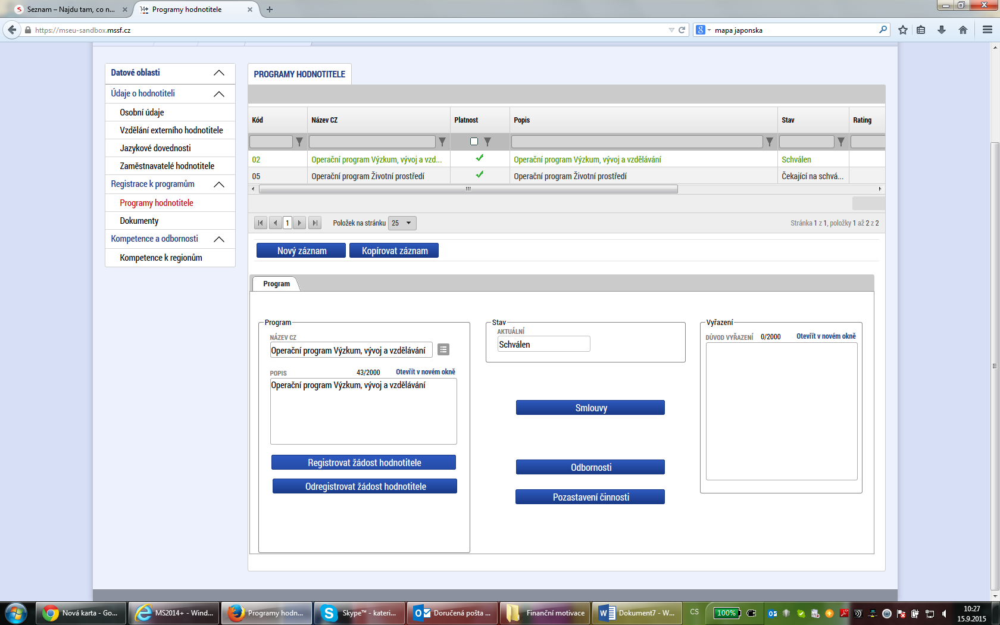 Seznam – Najdu tam, co n...
14+ Programy hodnotitele
https://mseu-sandbox.mssf.cz
mapa japonska
Datové oblasti
Údaje o hodnotiteli
Osobní údaje
Vzdělání externího hodnotitele
Jazykové dovednosti
Zaměstnavatelé hodnotitele
Registrace k programům
Programy hodnotitele
Dokumenty
Kompetence a odbornosti
Kompetence k regionům
PROGRAMY HODNOTITELE
Kód Název CZ Platnost Popis Stav Rating
02 Operační program Výzkum, vývoj a vzd... Operační program Výzkum, vývoj a vzdělávání Schválen
05 Operační program Životní prostředí Operační program Životní prostředí Čekající na schvá...
1 Položek na stránku 25 Stránka 1 z 1, položky 1 až 2 z 2
Nový záznam Kopírovat záznam
Program
Program
NÁZEV CZ
Operační program Výzkum, vývoj a vzdělávání
POPIS 43/2000 Otevřít v novém okně
Operační program Výzkum, vývoj a vzdělávání
Registrovat žádost hodnotitele
Odregistrovat žádost hodnotitele
Stav
AKTUÁLNÍ
Schválen
Smlouvy
Odbornosti
Pozastavení činnosti
Vyřazení
DŮVOD VYŘAZENÍ 0/2000 Otevřít v novém okně
Nová karta - Go... MS2014+ - Wind... Programy hodn... Skype™ - kateri... Doručená pošta ... Finanční motivace Dokument7 - W... CS 100% 10:27
15.9.2015